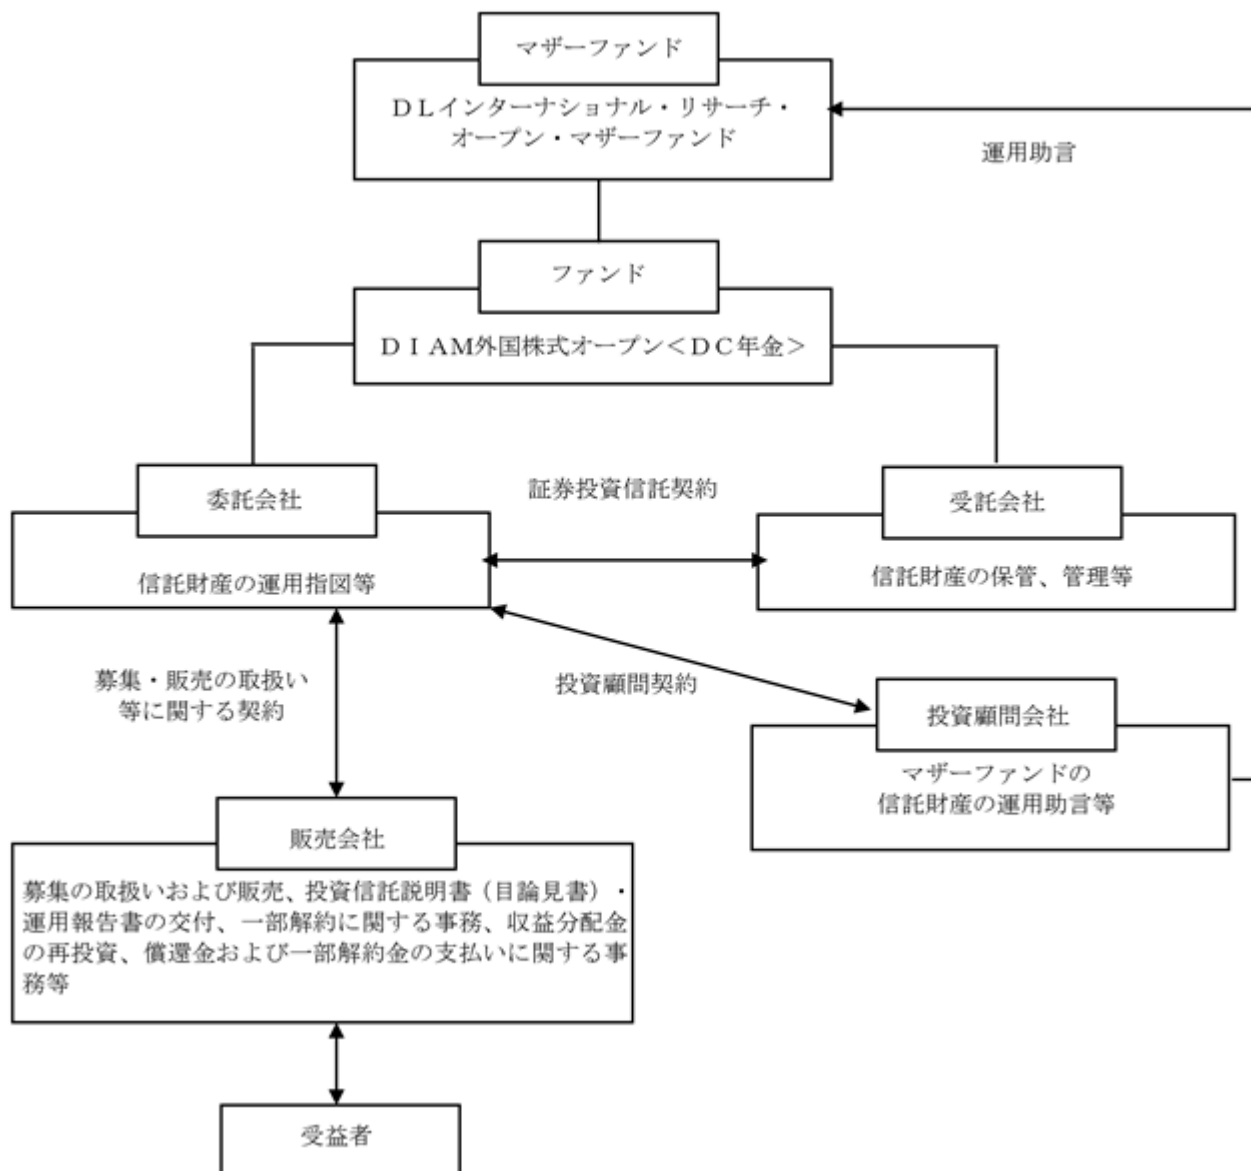 マザーファンド
ＤＬインターナショナル・リサーチ・
オープン・マザーファンド
運用助言
ファンド
ＤＩＡＭ外国株式オープン＜ＤＣ年金＞
委託会社
信託財産の運用指図等
証券投資信託契約
受託会社
信託財産の保管、管理等
募集・販売の取扱い
等に関する契約
投資顧問契約
投資顧問会社
マザーファンドの
信託財産の運用助言等
販売会社
募集の取扱いおよび販売、投資信託説明書（目論見書）・
運用報告書の交付、一部解約に関する事務、収益分配金
の再投資、償還金および一部解約金の支払いに関する事
務等
受益者